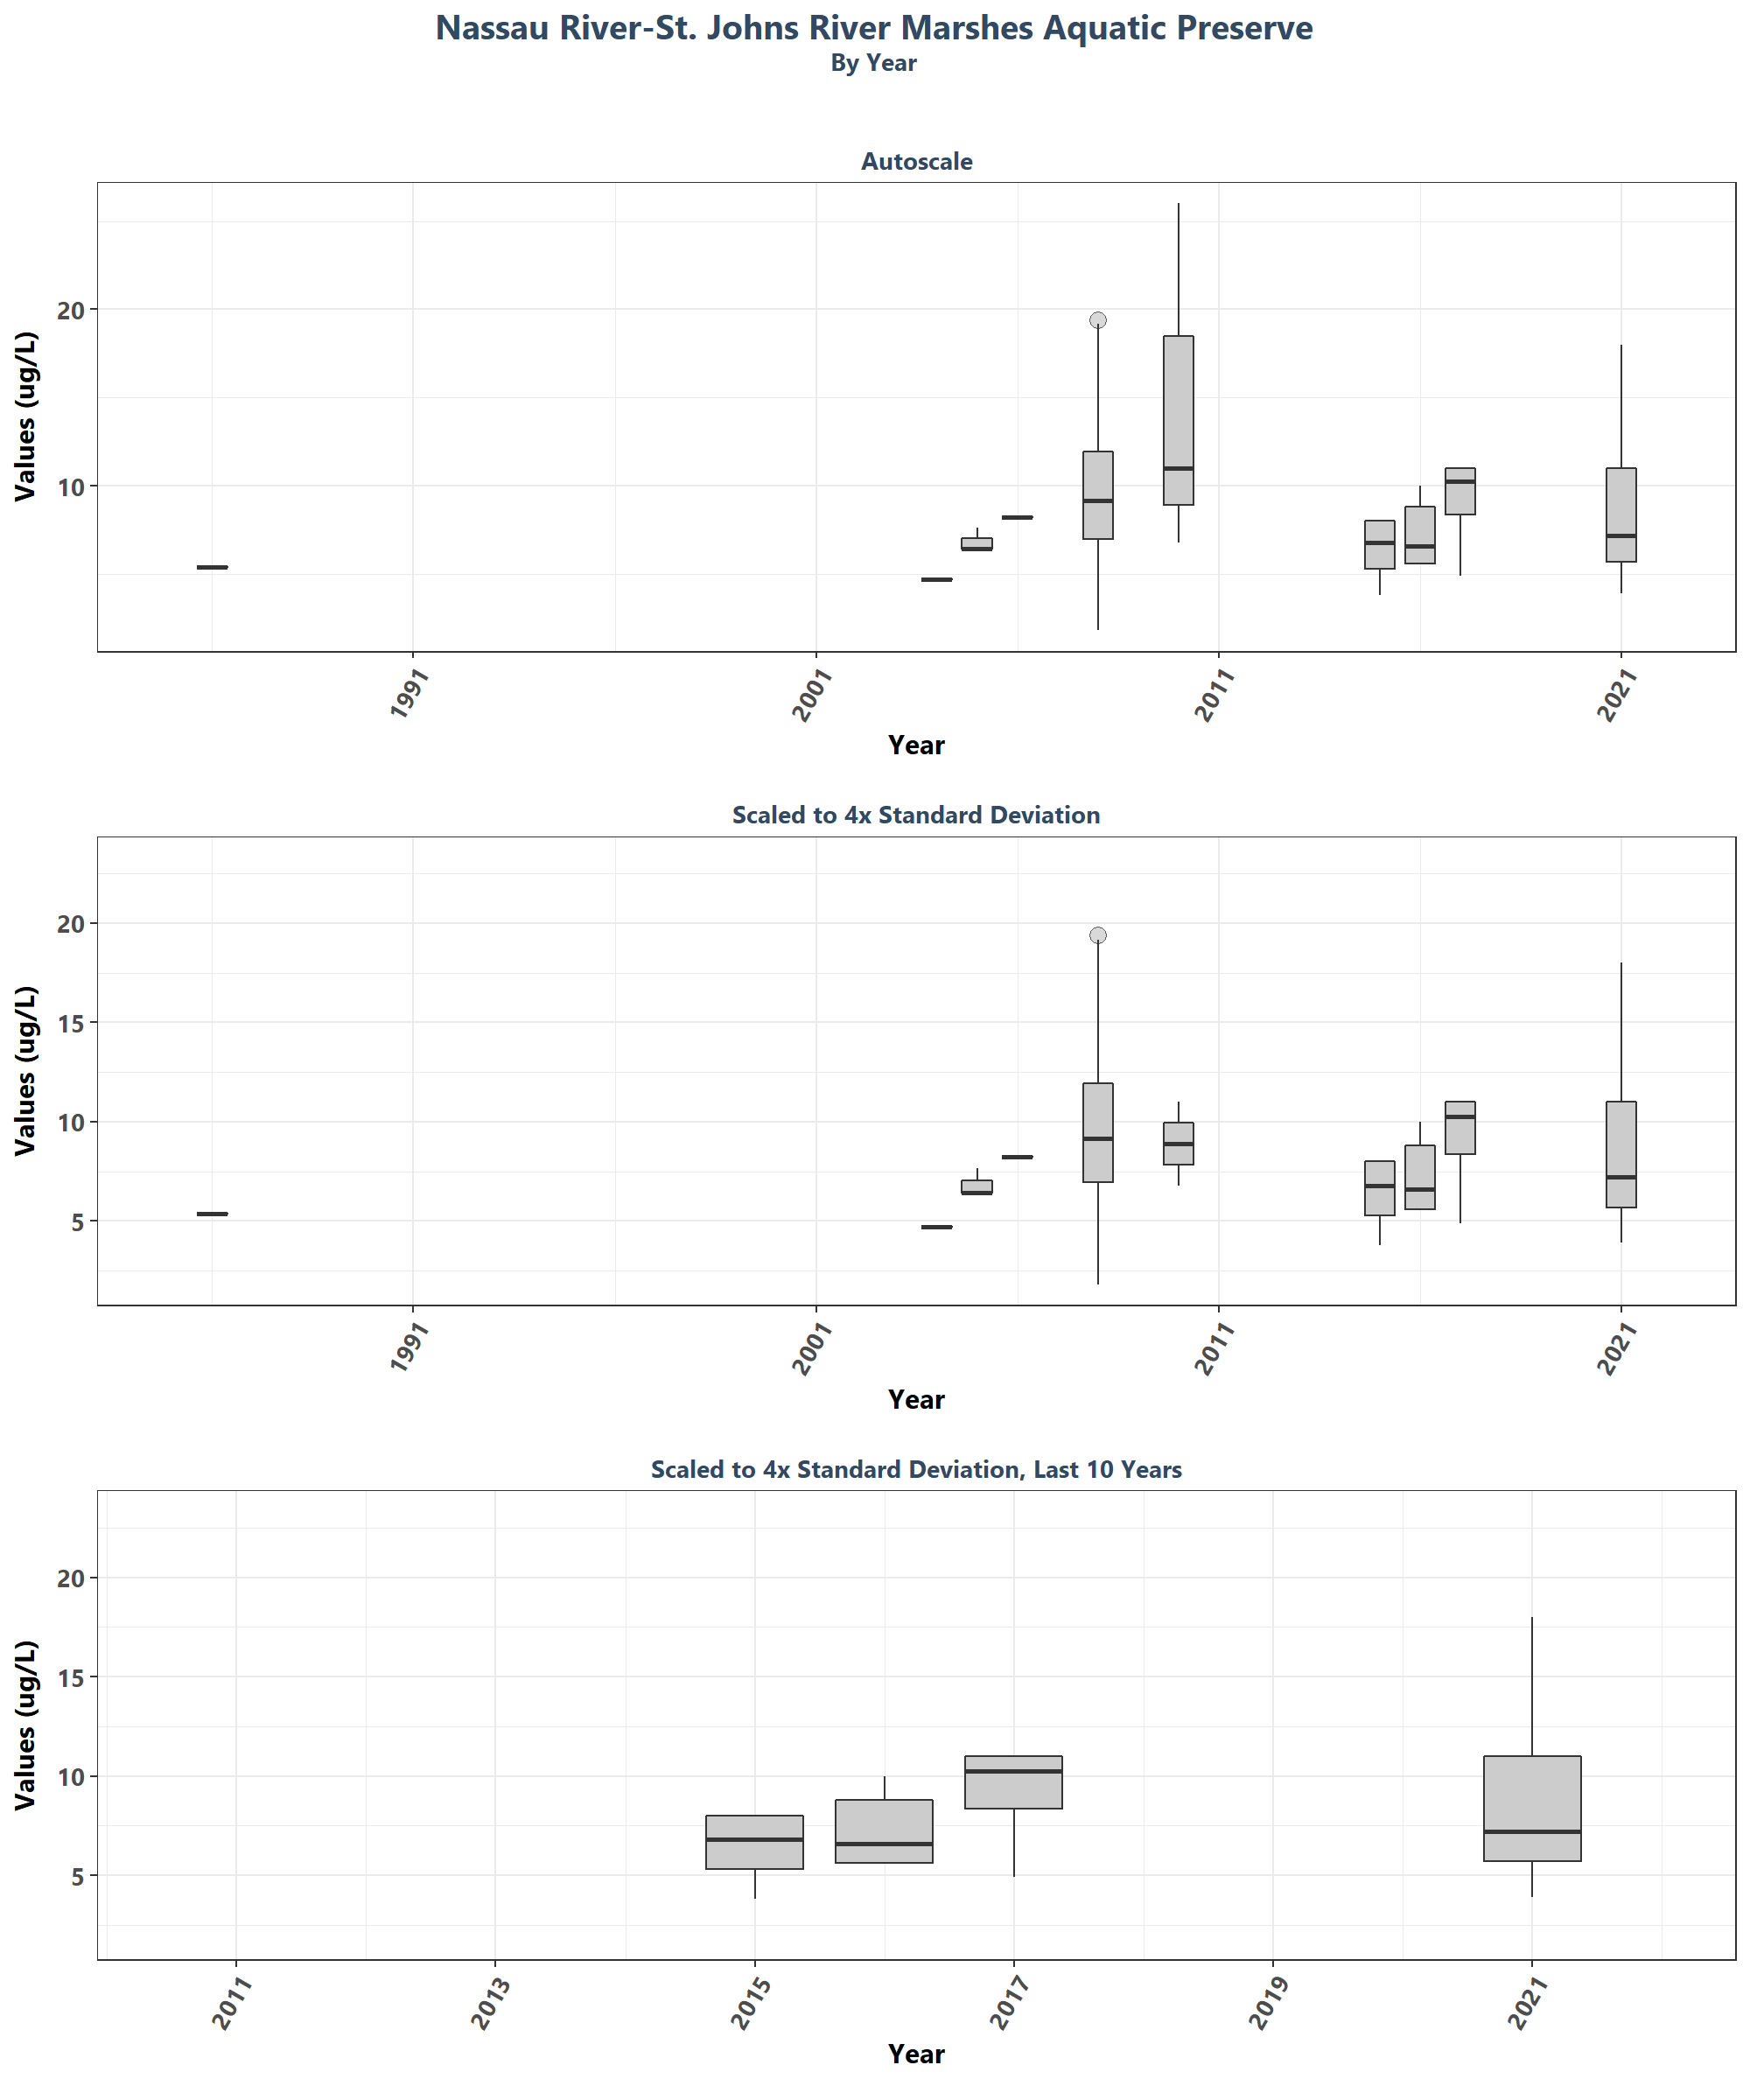 Nassau River-St. Johns River Marshes Aquatic Preserve
By Year
Autoscale
Values (ug/L)
20
10
1991
2001
2011
2021
Year
Scaled to 4x Standard Deviation
Values (ug/L)
20
15
10
5
1991
2001
2011
2021
Year
Scaled to 4x Standard Deviation, Last 10 Years
Values (ug/L)
20
15
10
5
2011
2013
2015
2017
2019
2021
Year